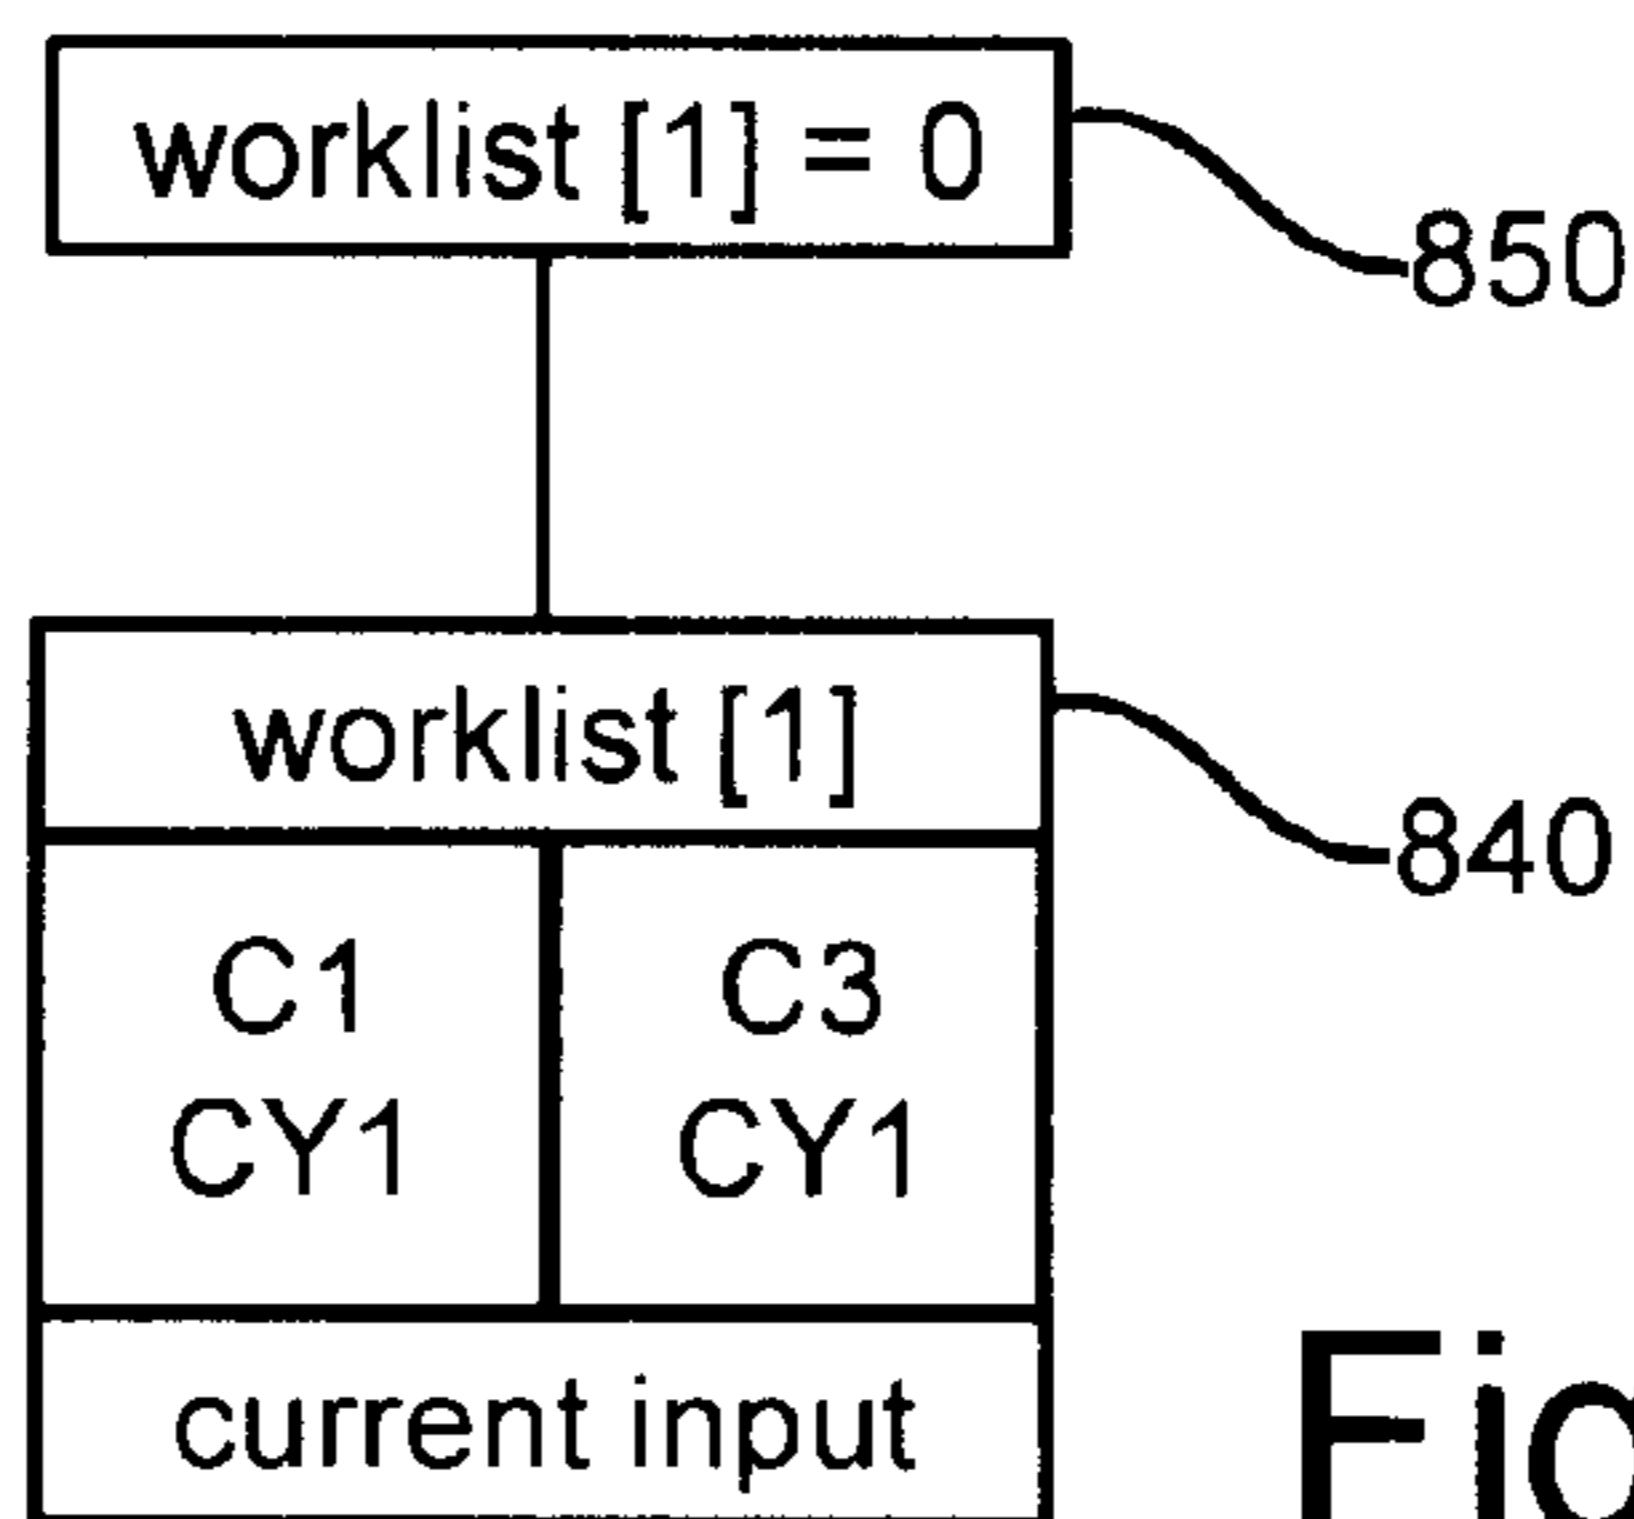 worklist [1] = 0
850
worklist [1]
840
C1 C3
CY1 CY1
current input